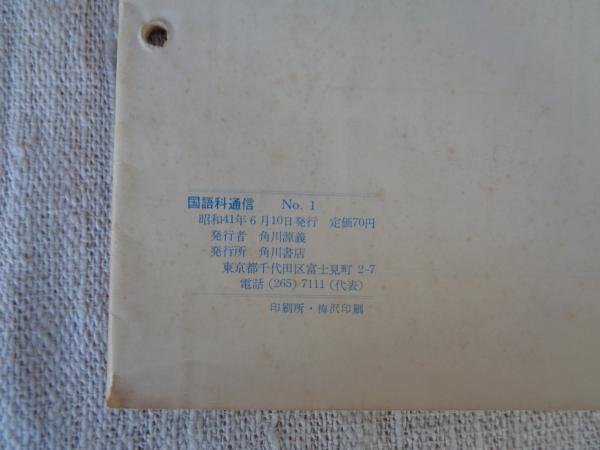 国語科通信 No. 1
昭和41年6月10日発行 定価70円
発行者 角川源義
発行所 角川書店
東京都千代田区富士見町 2-7
電話 (265) 7111 (代表)
印刷所・梅沢印刷